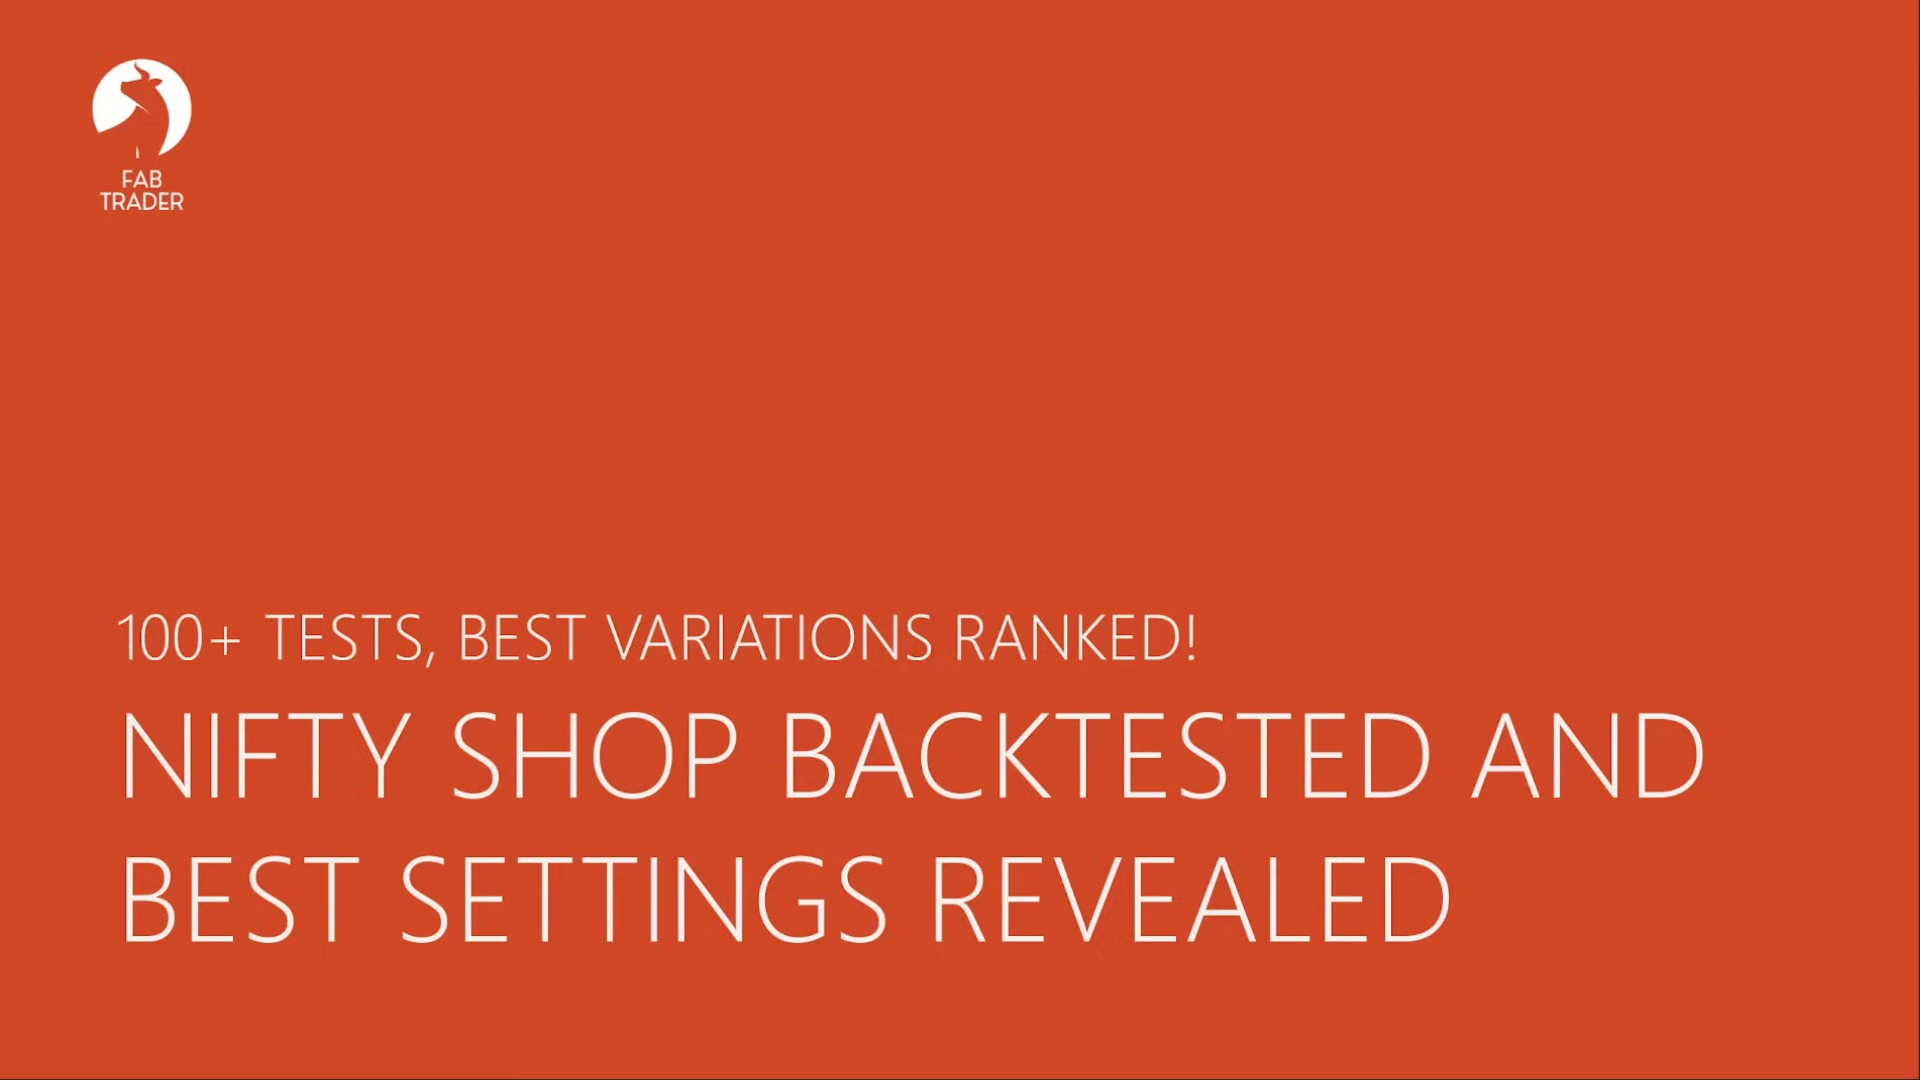 FAB
TRADER
100+ TESTS, BEST VARIATIONS RANKED!
NIFTY SHOP BACKTESTED AND
BEST SETTINGS REVEALED